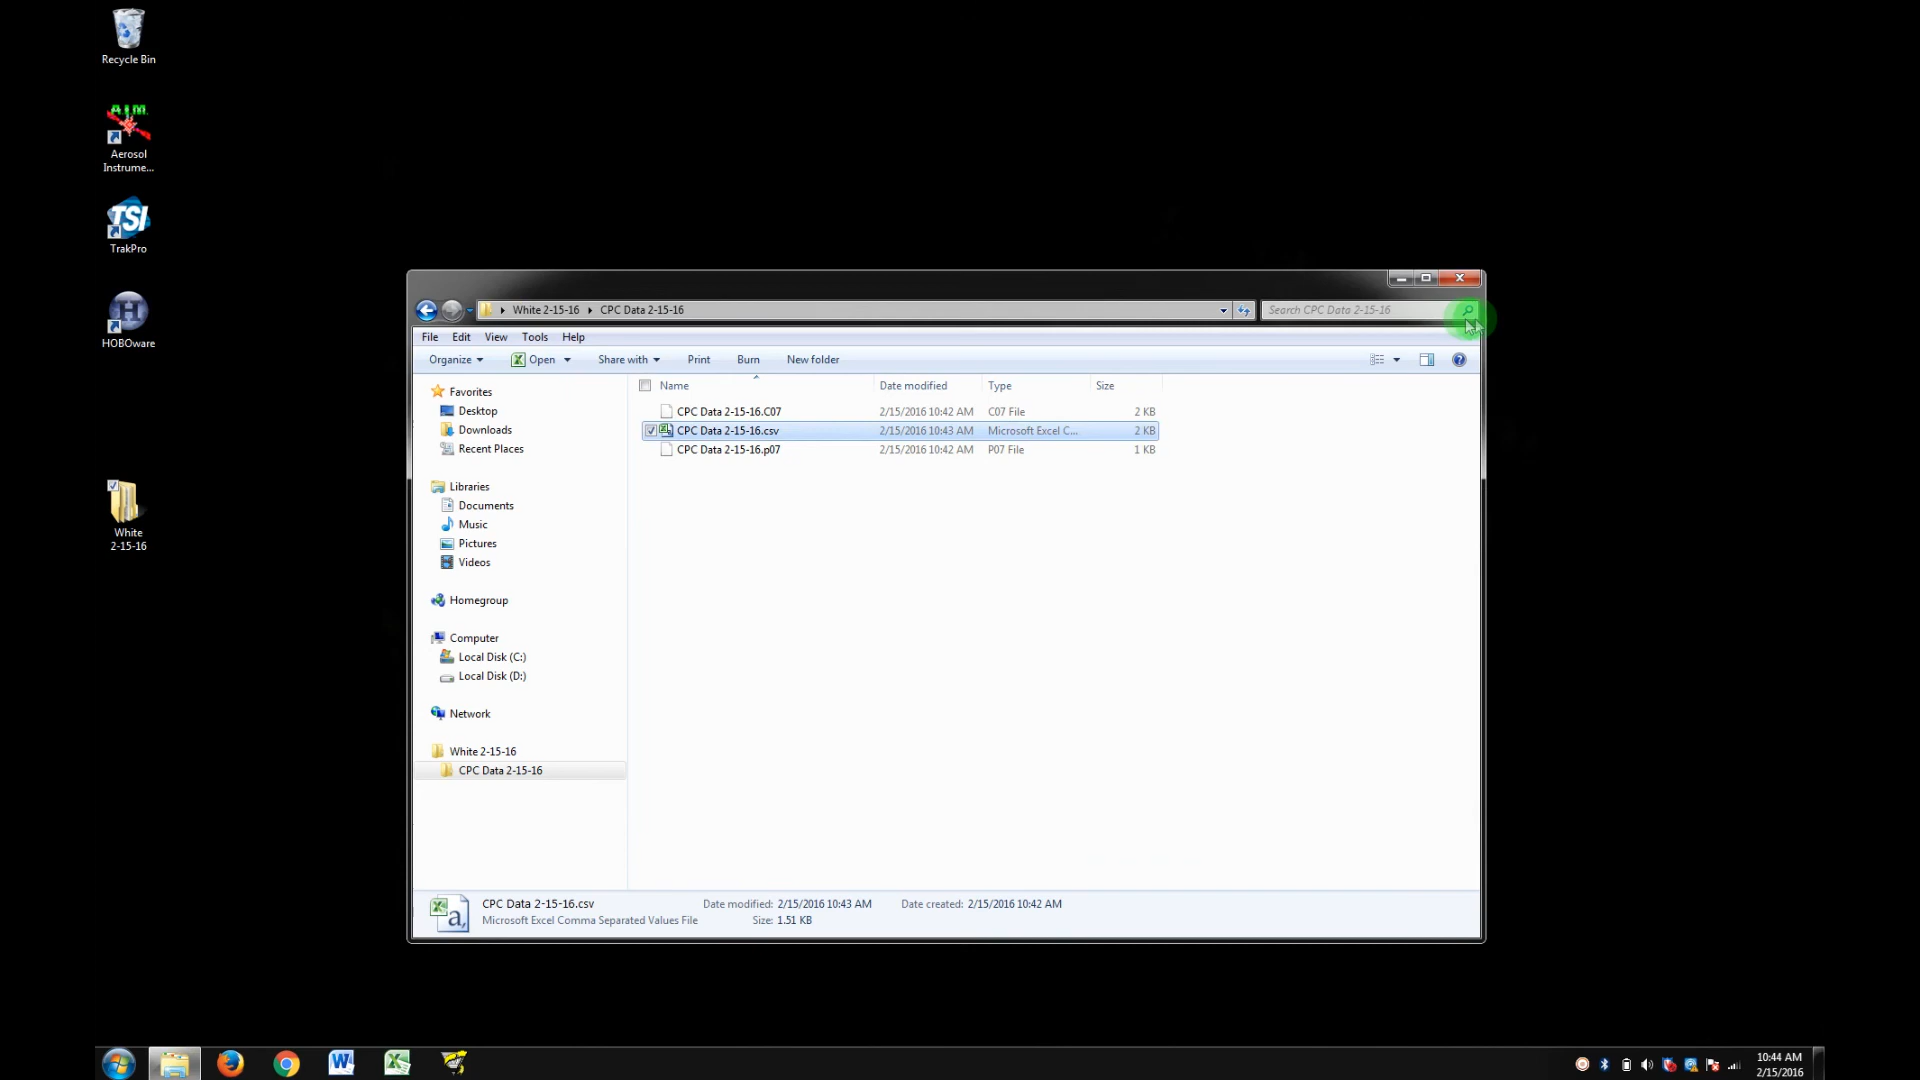 Recycle Bin
A.I.M.
Aerosol
Instrume...
TSI
TrakPro
H
HOBOware
White
2-15-16
White 2-15-16 ▸ CPC Data 2-15-16
Search CPC Data 2-15-16
File Edit View Tools Help
Organize Open Share with Print Burn New folder
Favorites
Desktop
Downloads
Recent Places
Libraries
Documents
Music
Pictures
Videos
Homegroup
Computer
Local Disk (C:)
Local Disk (D:)
Network
White 2-15-16
CPC Data 2-15-16
Name Date modified Type Size
CPC Data 2-15-16.C07 2/15/2016 10:42 AM C07 File 2 KB
CPC Data 2-15-16.csv 2/15/2016 10:43 AM Microsoft Excel C... 2 KB
CPC Data 2-15-16.p07 2/15/2016 10:42 AM P07 File 1 KB
CPC Data 2-15-16.csv Date modified: 2/15/2016 10:43 AM Date created: 2/15/2016 10:42 AM
Microsoft Excel Comma Separated Values File Size: 1.51 KB
10:44 AM
2/15/2016